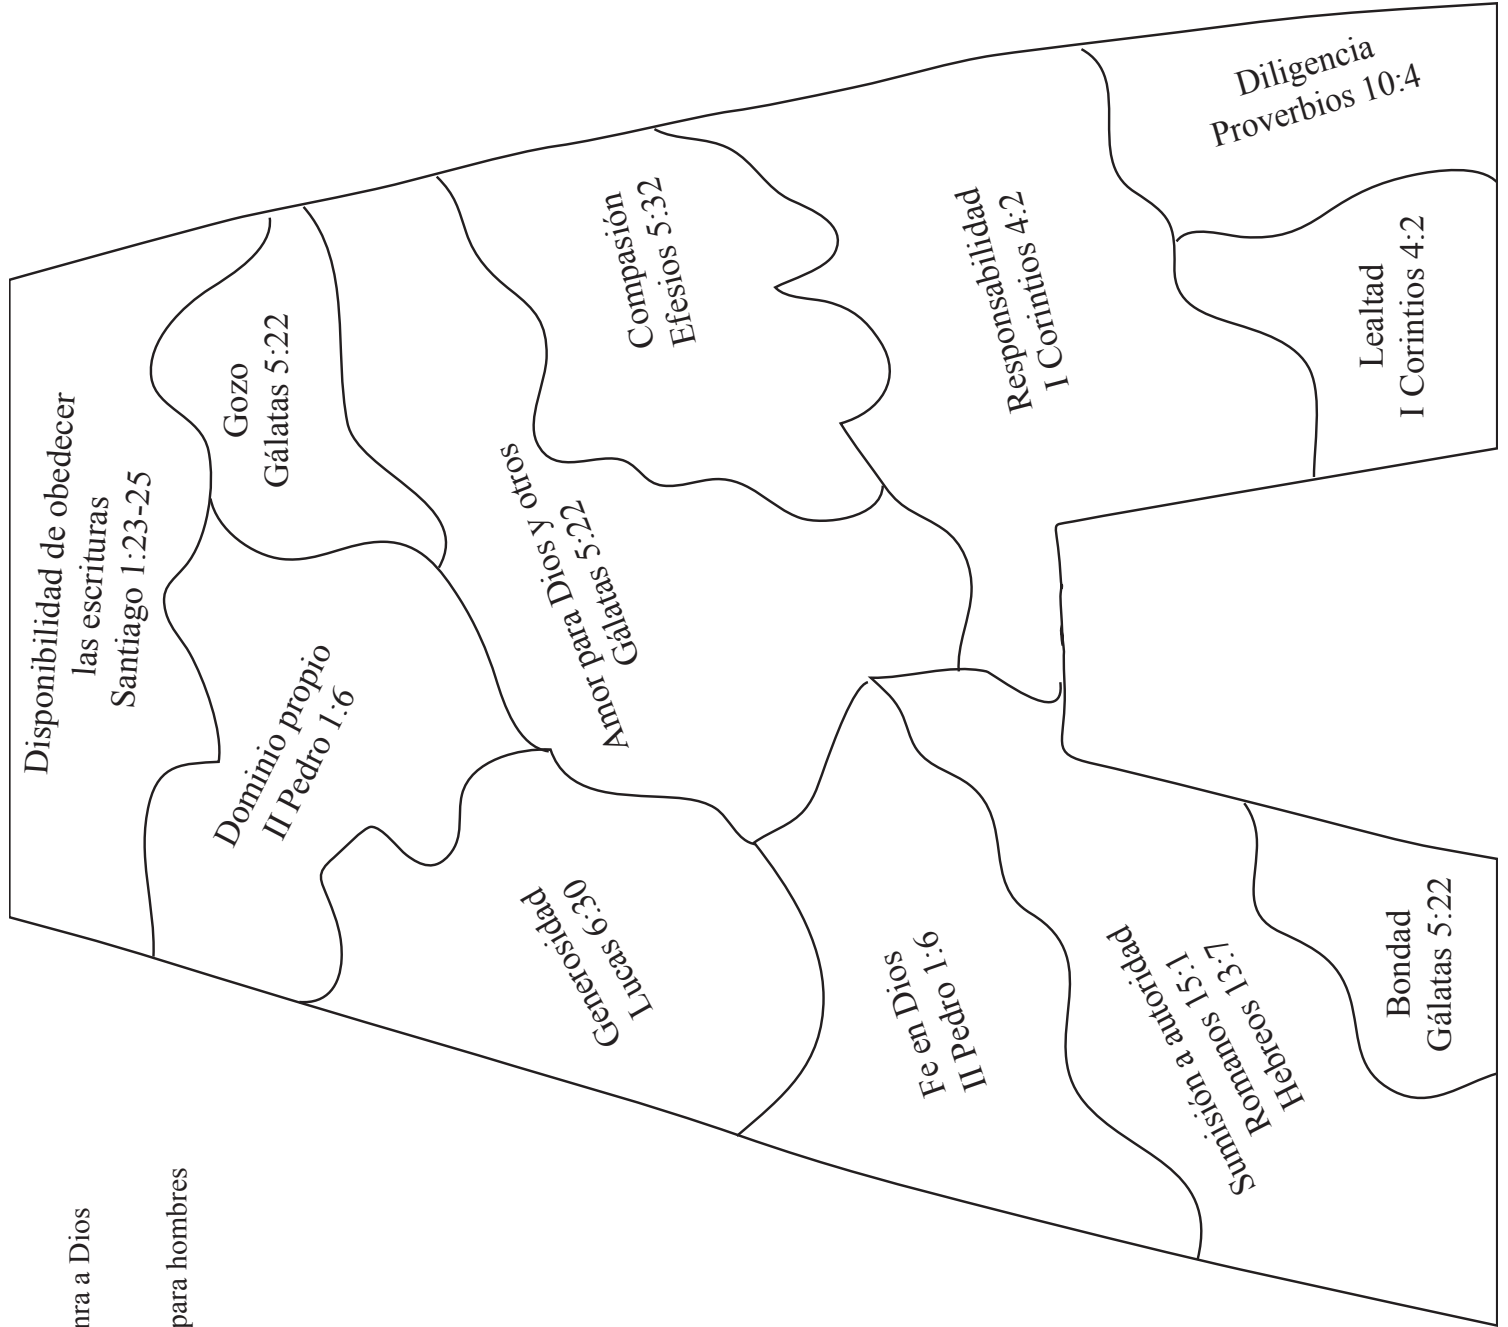 nra a Dios
para hombres
Disponibilidad de obedecer
las escrituras
Santiago 1:23-25
Gozo
Gálatas 5:22
Dominio propio
II Pedro 1:6
Amor para Dios y otros
Gálatas 5:22
Compasión
Efesios 5:32
Generosidad
Lucas 6:30
Responsabilidad
I Corintios 4:2
Fe en Dios
II Pedro 1:6
Sumisión a autoridad
Romanos 15:1
Hebreos 13:7
Diligencia
Proverbios 10:4
Lealtad
I Corintios 4:2
Bondad
Gálatas 5:22